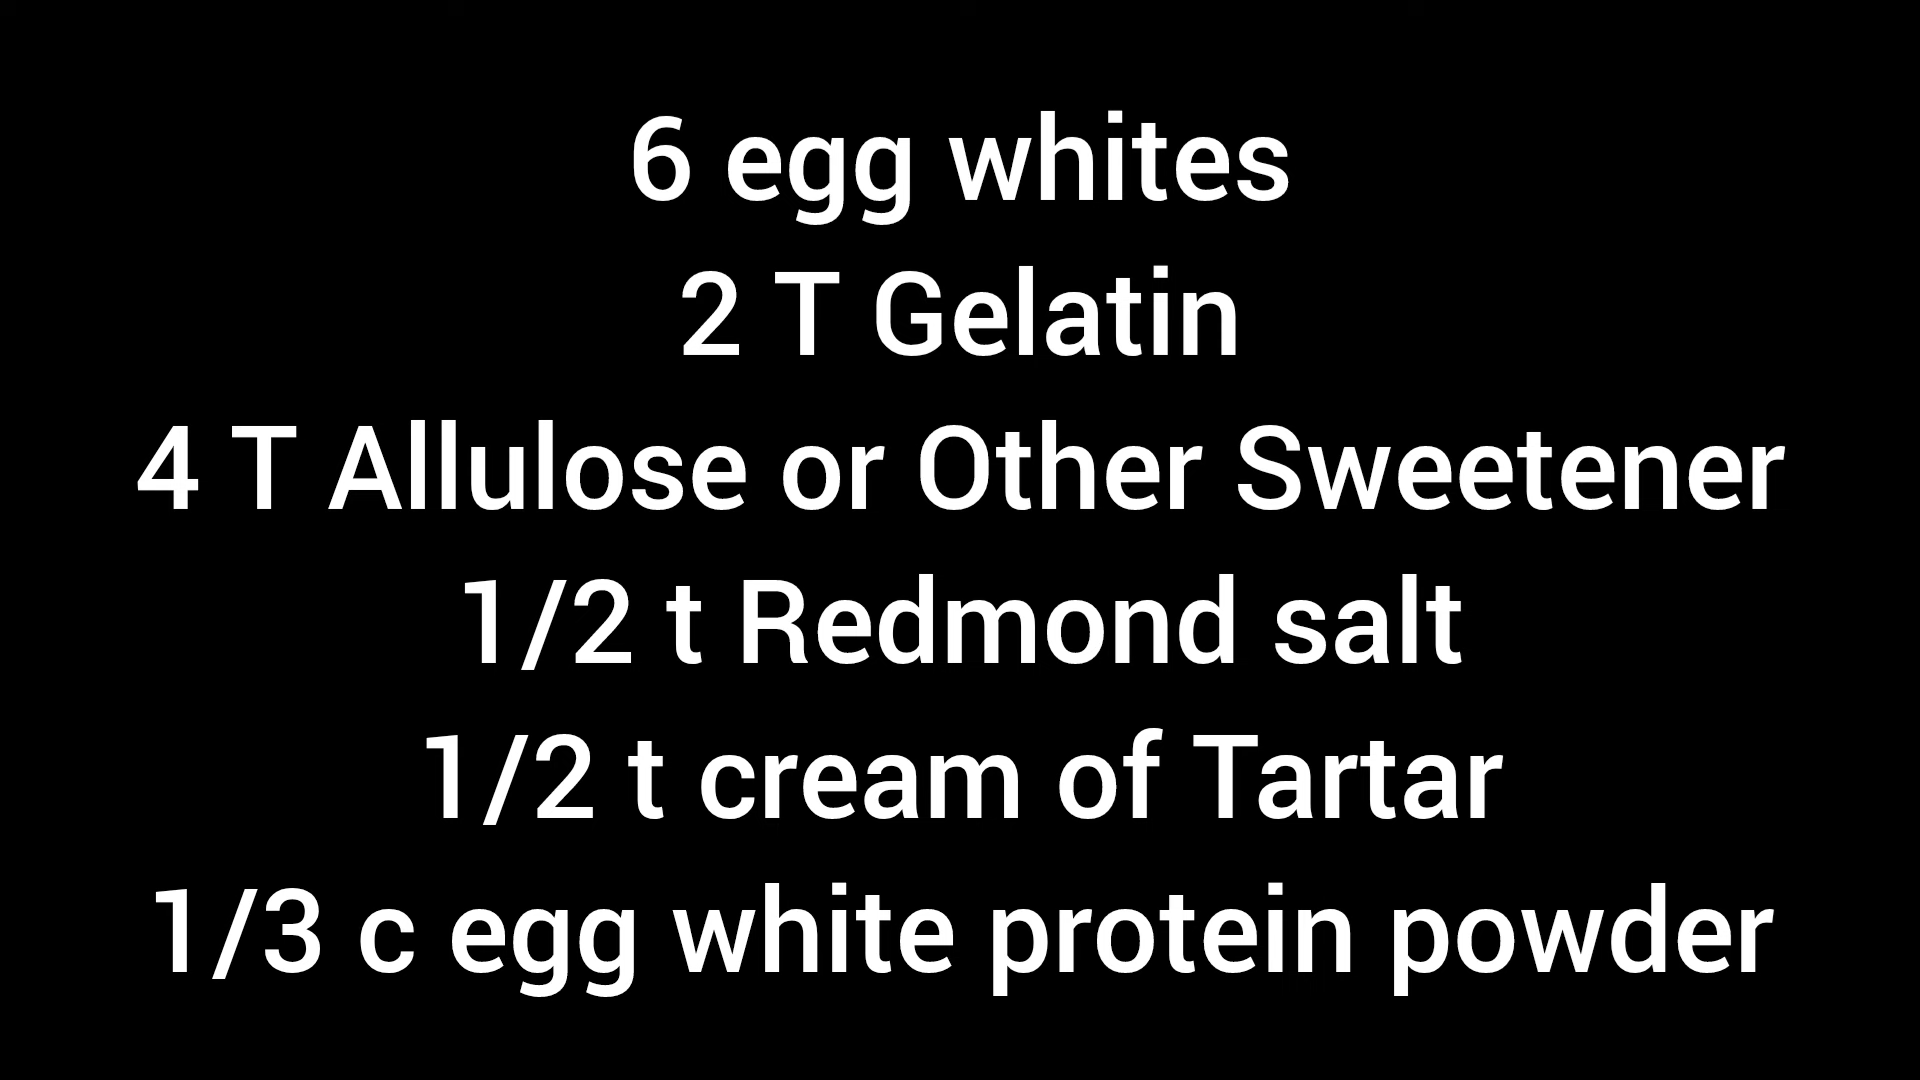 6 egg whites
2 T Gelatin
4 T Allulose or Other Sweetener
1/2 t Redmond salt
1/2 t cream of Tartar
1/3 c egg white protein powder